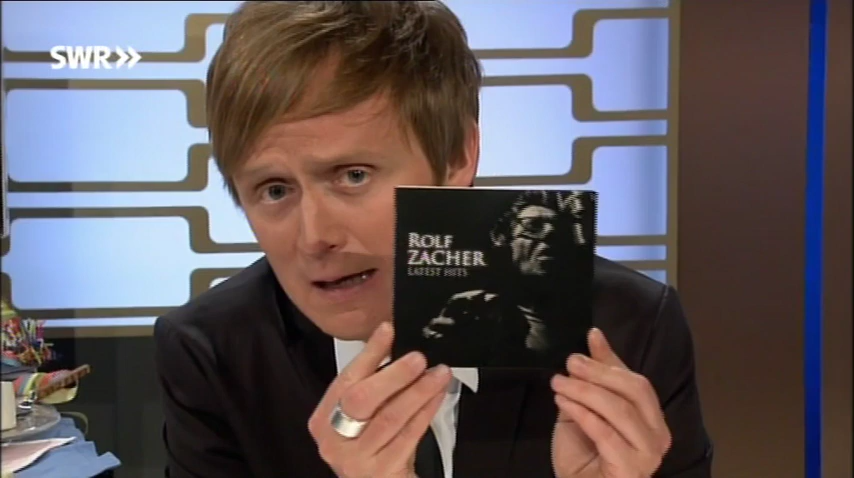 SWR»
ROLF
ZACHER
LATEST HITS